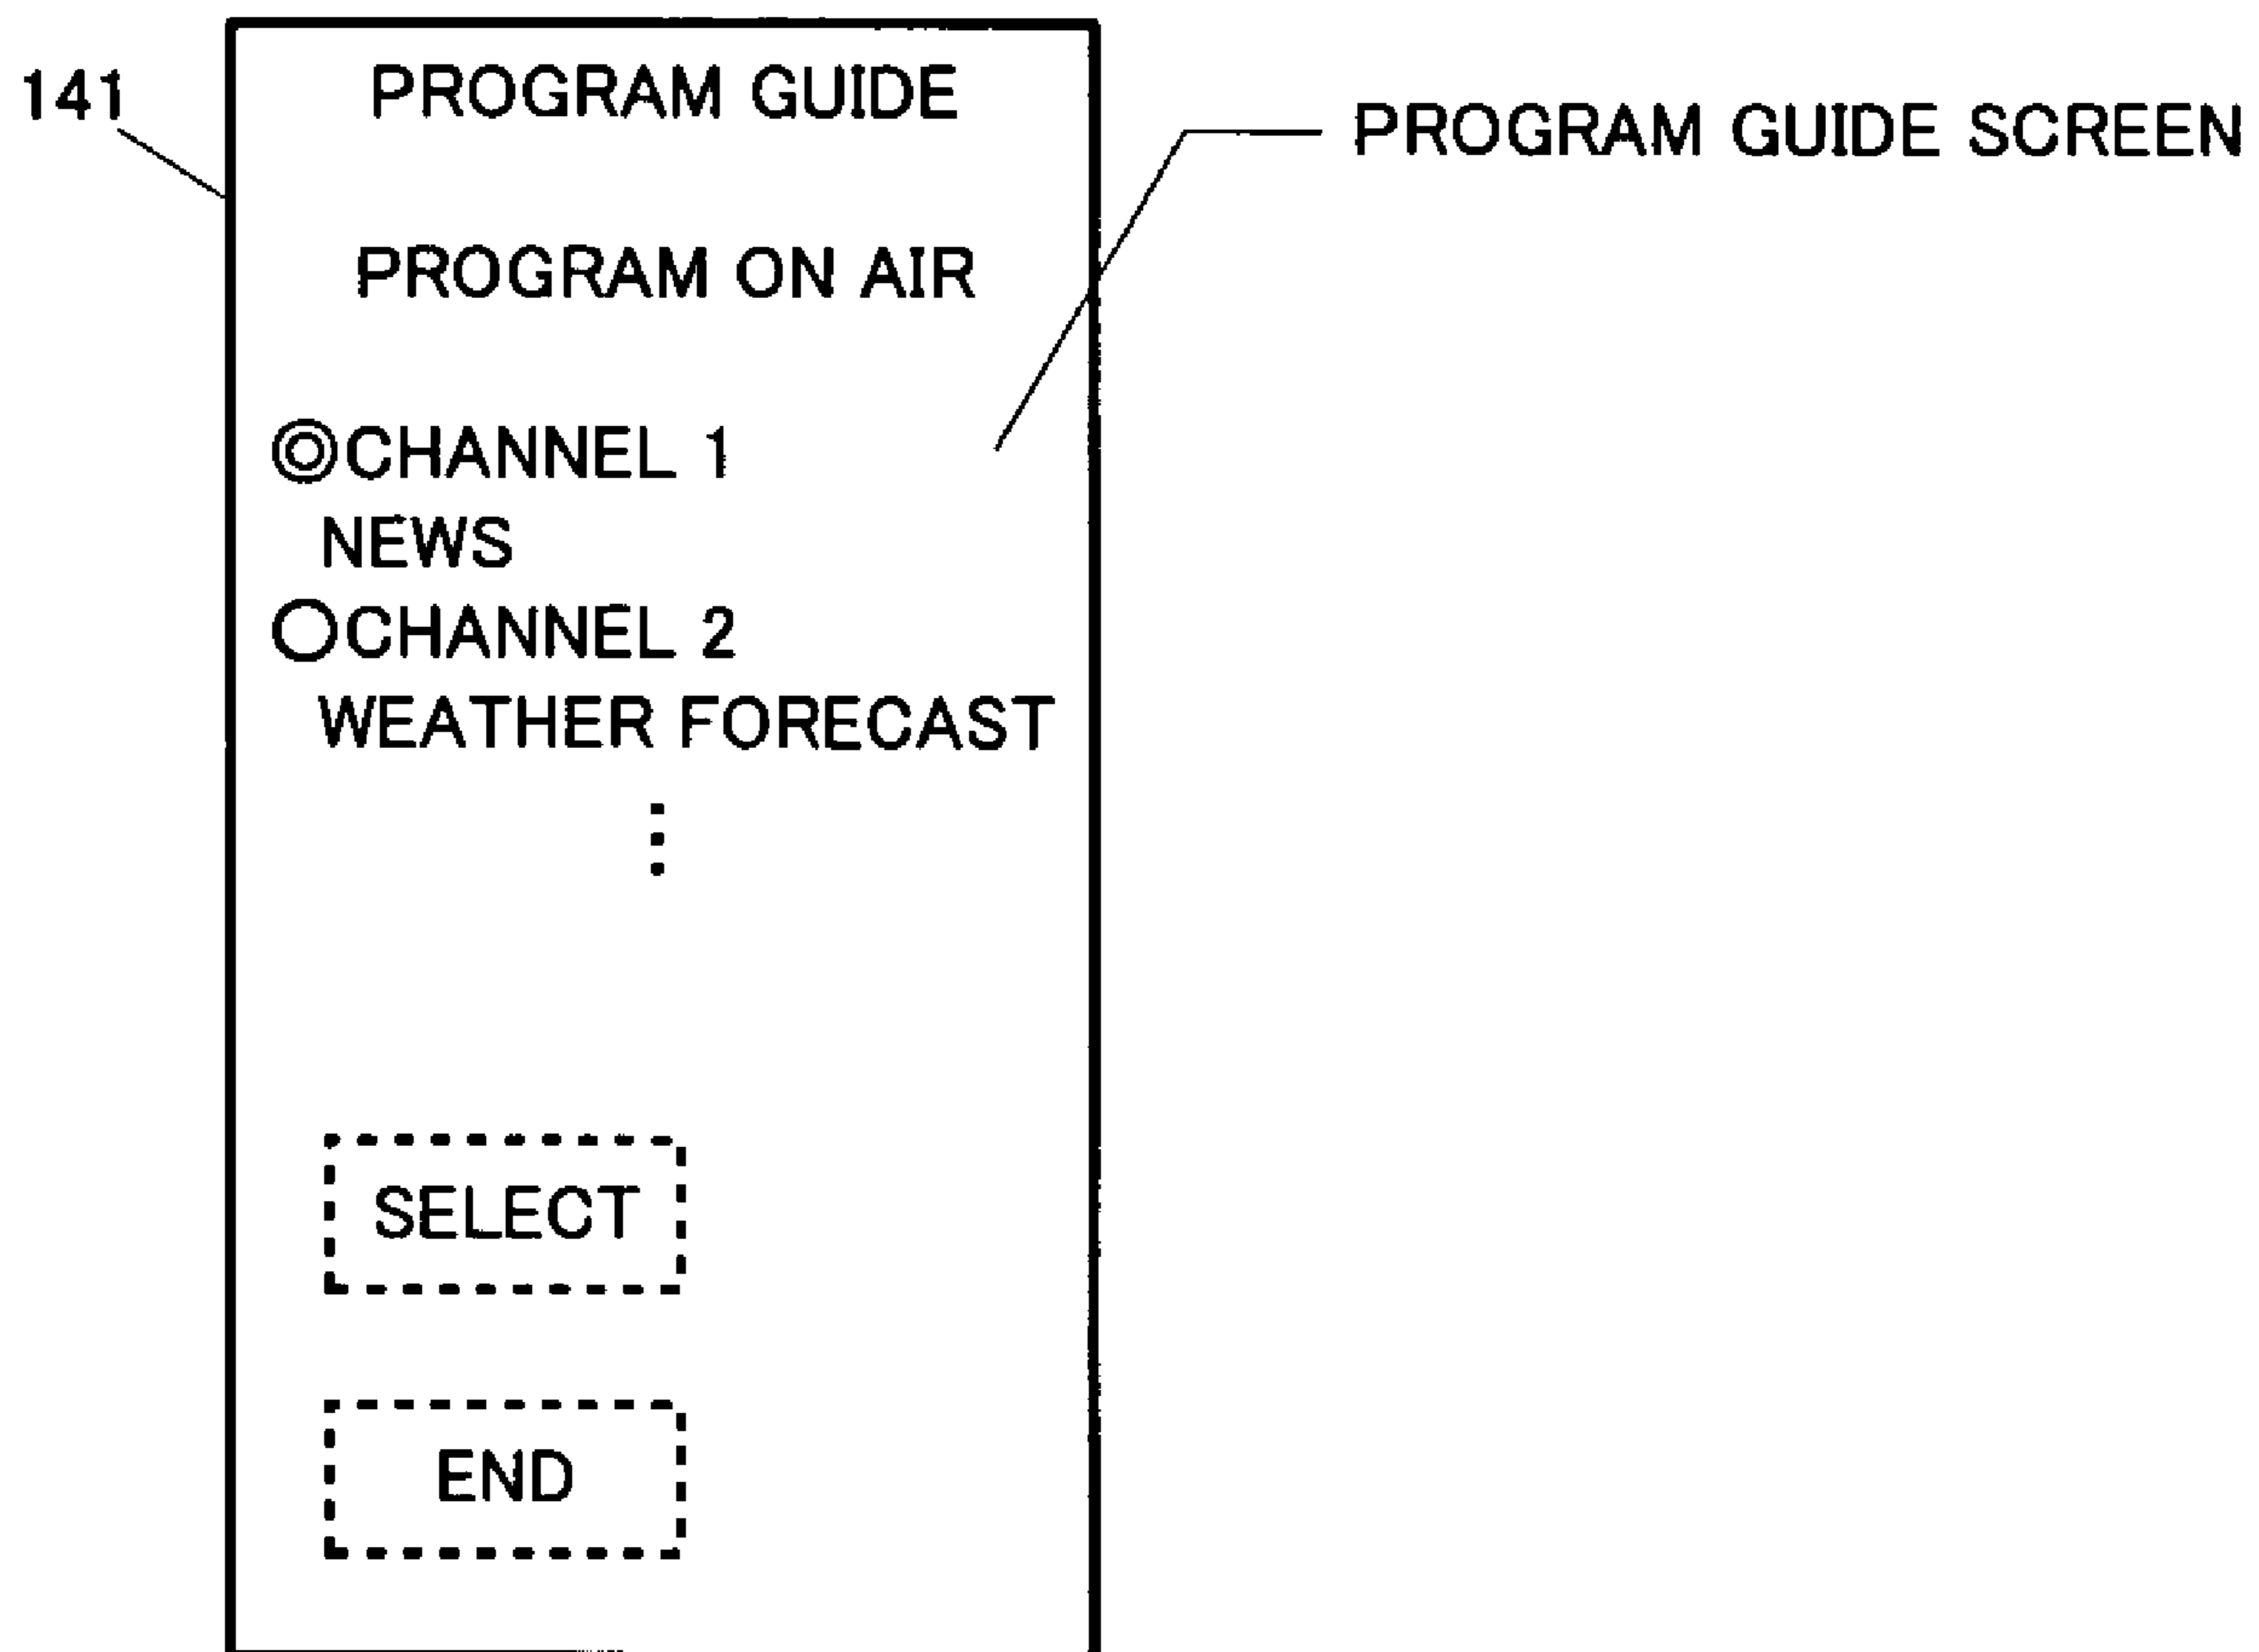 141
PROGRAM GUIDE
PROGRAM GUIDE SCREEN
PROGRAM ON AIR
◎CHANNEL 1
NEWS
○CHANNEL 2
WEATHER FORECAST
⋮
SELECT
END